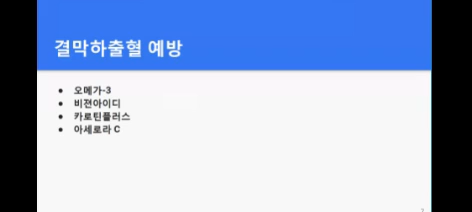 결막하출혈 예방
오메가-3
비젼아이디
카로틴플러스
아세로라 C